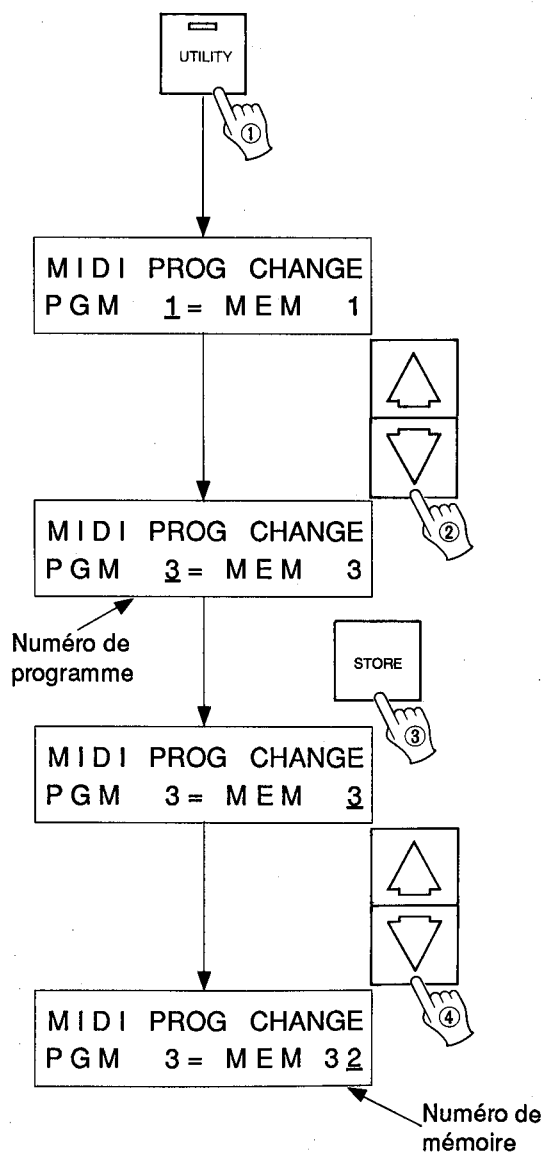 UTILITY
①
MIDI PROG CHANGE
PGM 1= MEM 1
②
MIDI PROG CHANGE
PGM 3= MEM 3
Numéro de
programme
STORE
③
MIDI PROG CHANGE
PGM 3= MEM 3
④
MIDI PROG CHANGE
PGM 3= MEM 32
Numéro de
mémoire